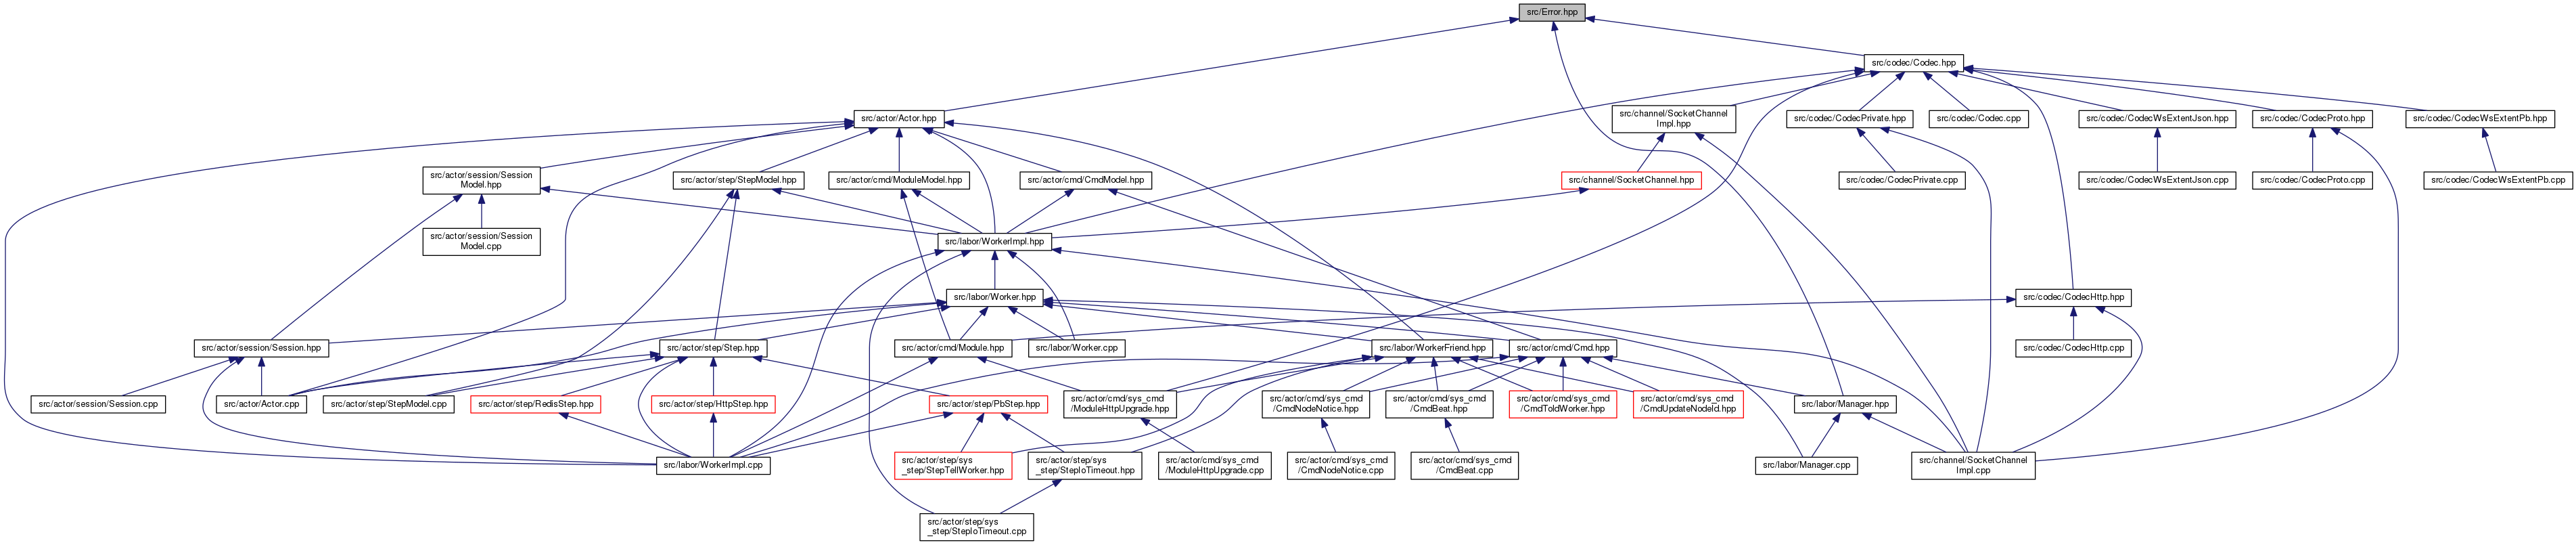 src/Error.hpp
src/codec/Codec.hpp
src/actor/Actor.hpp
src/channel/SocketChannel
Impl.hpp
src/codec/CodecPrivate.hpp
src/codec/Codec.cpp
src/codec/CodecWsExtentJson.hpp
src/codec/CodecProto.hpp
src/codec/CodecWsExtentPb.hpp
src/actor/session/Session
Model.hpp
src/actor/step/StepModel.hpp
src/actor/cmd/ModuleModel.hpp
src/actor/cmd/CmdModel.hpp
src/channel/SocketChannel.hpp
src/codec/CodecPrivate.cpp
src/codec/CodecWsExtentJson.cpp
src/codec/CodecProto.cpp
src/codec/CodecWsExtentPb.cpp
src/actor/session/Session
Model.cpp
src/labor/WorkerImpl.hpp
src/labor/Worker.hpp
src/codec/CodecHttp.hpp
src/actor/session/Session.hpp
src/actor/step/Step.hpp
src/actor/cmd/Module.hpp
src/labor/Worker.cpp
src/labor/WorkerFriend.hpp
src/actor/cmd/Cmd.hpp
src/codec/CodecHttp.cpp
src/actor/session/Session.cpp
src/actor/Actor.cpp
src/actor/step/StepModel.cpp
src/actor/step/RedisStep.hpp
src/actor/step/HttpStep.hpp
src/actor/step/PbStep.hpp
src/actor/cmd/sys_cmd
/ModuleHttpUpgrade.hpp
src/actor/cmd/sys_cmd
/CmdNodeNotice.hpp
src/actor/cmd/sys_cmd
/CmdBeat.hpp
src/actor/cmd/sys_cmd
/CmdToldWorker.hpp
src/actor/cmd/sys_cmd
/CmdUpdateNodeId.hpp
src/labor/Manager.hpp
src/labor/WorkerImpl.cpp
src/actor/step/sys
_step/StepTellWorker.hpp
src/actor/step/sys
_step/StepIoTimeout.hpp
src/actor/cmd/sys_cmd
/ModuleHttpUpgrade.cpp
src/actor/cmd/sys_cmd
/CmdNodeNotice.cpp
src/actor/cmd/sys_cmd
/CmdBeat.cpp
src/labor/Manager.cpp
src/channel/SocketChannel
Impl.cpp
src/actor/step/sys
_step/StepIoTimeout.cpp